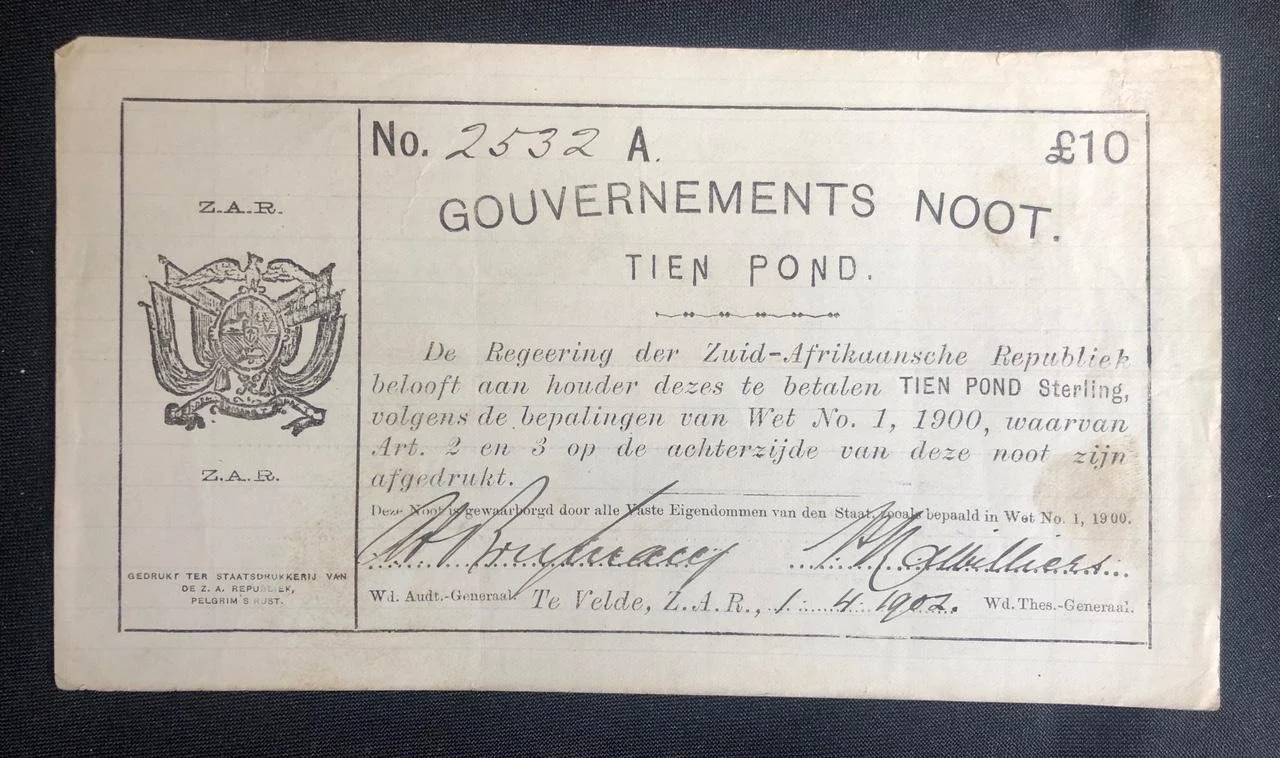 No. 2532 A. £10
GOUVERNEMENTS NOOT.
TIEN POND.
De Regeering der Zuid-Afrikaansche Republiek
belooft aan houder dezes te betalen TIEN POND Sterling,
volgens de bepalingen van Wet No. 1, 1900, waarvan
Art. 2 en 3 op de achterzijde van deze noot zijn
afgedrukt.
Deze Noot is gewaarborgd door alle Vaste Eigendommen van den Staat, zooals bepaald in Wet No. 1, 1900.
Wd. Audt.-Generaal. Te Velde, Z.A.R., 1. 4. 1902. Wd. Thes.-Generaal.
Z.A.R.
Z.A.R.
GEDRUKT TER STAATSDRUKKERIJ VAN
DE Z. A. REPUBLIEK,
PELGRIM'S RUST.